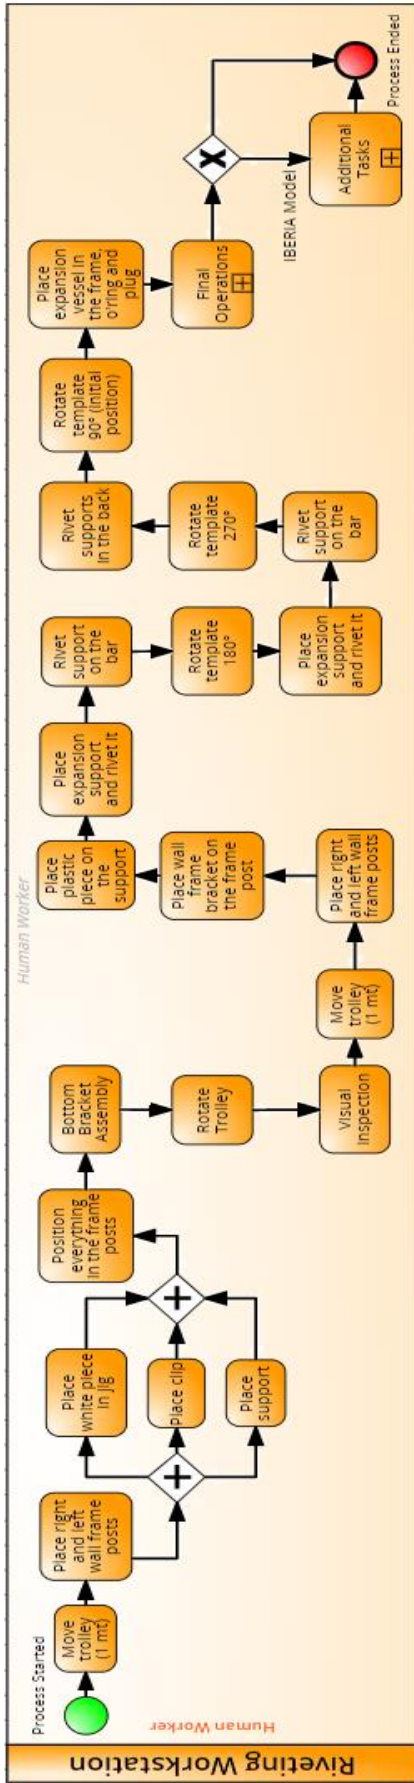 Riveting Workstation
Human Worker
Human Worker
Process Started
Move
trolley
(1 mt)
Place right
and left
wall frame
posts
Place
white piece
in jig
Place clip
Place
support
Position
everything
in the frame
posts
Bottom
Bracket
Assembly
Rotate
Trolley
Visual
Inspection
Move
trolley
(1 mt)
Place right
and left wall
frame posts
Place wall
frame
bracket on
the frame
post
Place
plastic
piece on
the
support
Place
expansion
support
and rivet it
Rivet
support
on the
bar
Rotate
template
180°
Place
expansion
support
and rivet it
Rivet
support
on the
bar
Rotate
template
270°
Rivet
supports
in the back
Rotate
template
90° (initial
position)
Place
expansion
vessel in
the frame,
o'ring and
plug
Final
Operations
IBERIA Model
Additional
Tasks
Process Ended